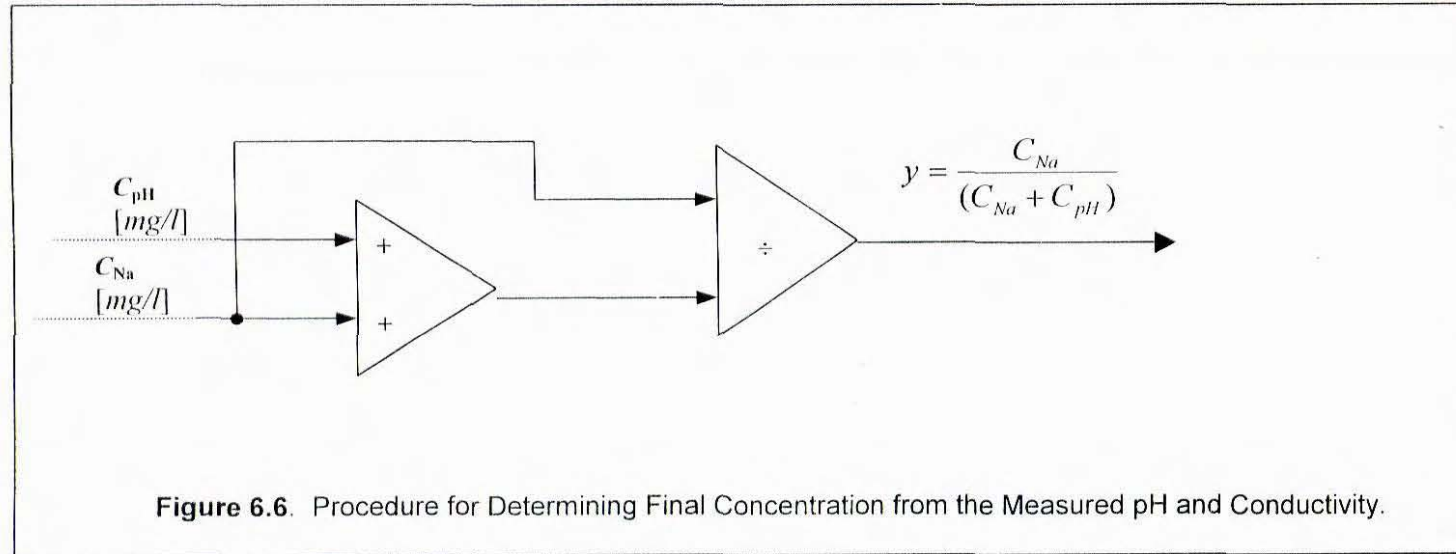 C_pH
[mg/l]
C_Na
[mg/l]
+
+
÷
y = C_Na / (C_Na + C_pH)
Figure 6.6. Procedure for Determining Final Concentration from the Measured pH and Conductivity.